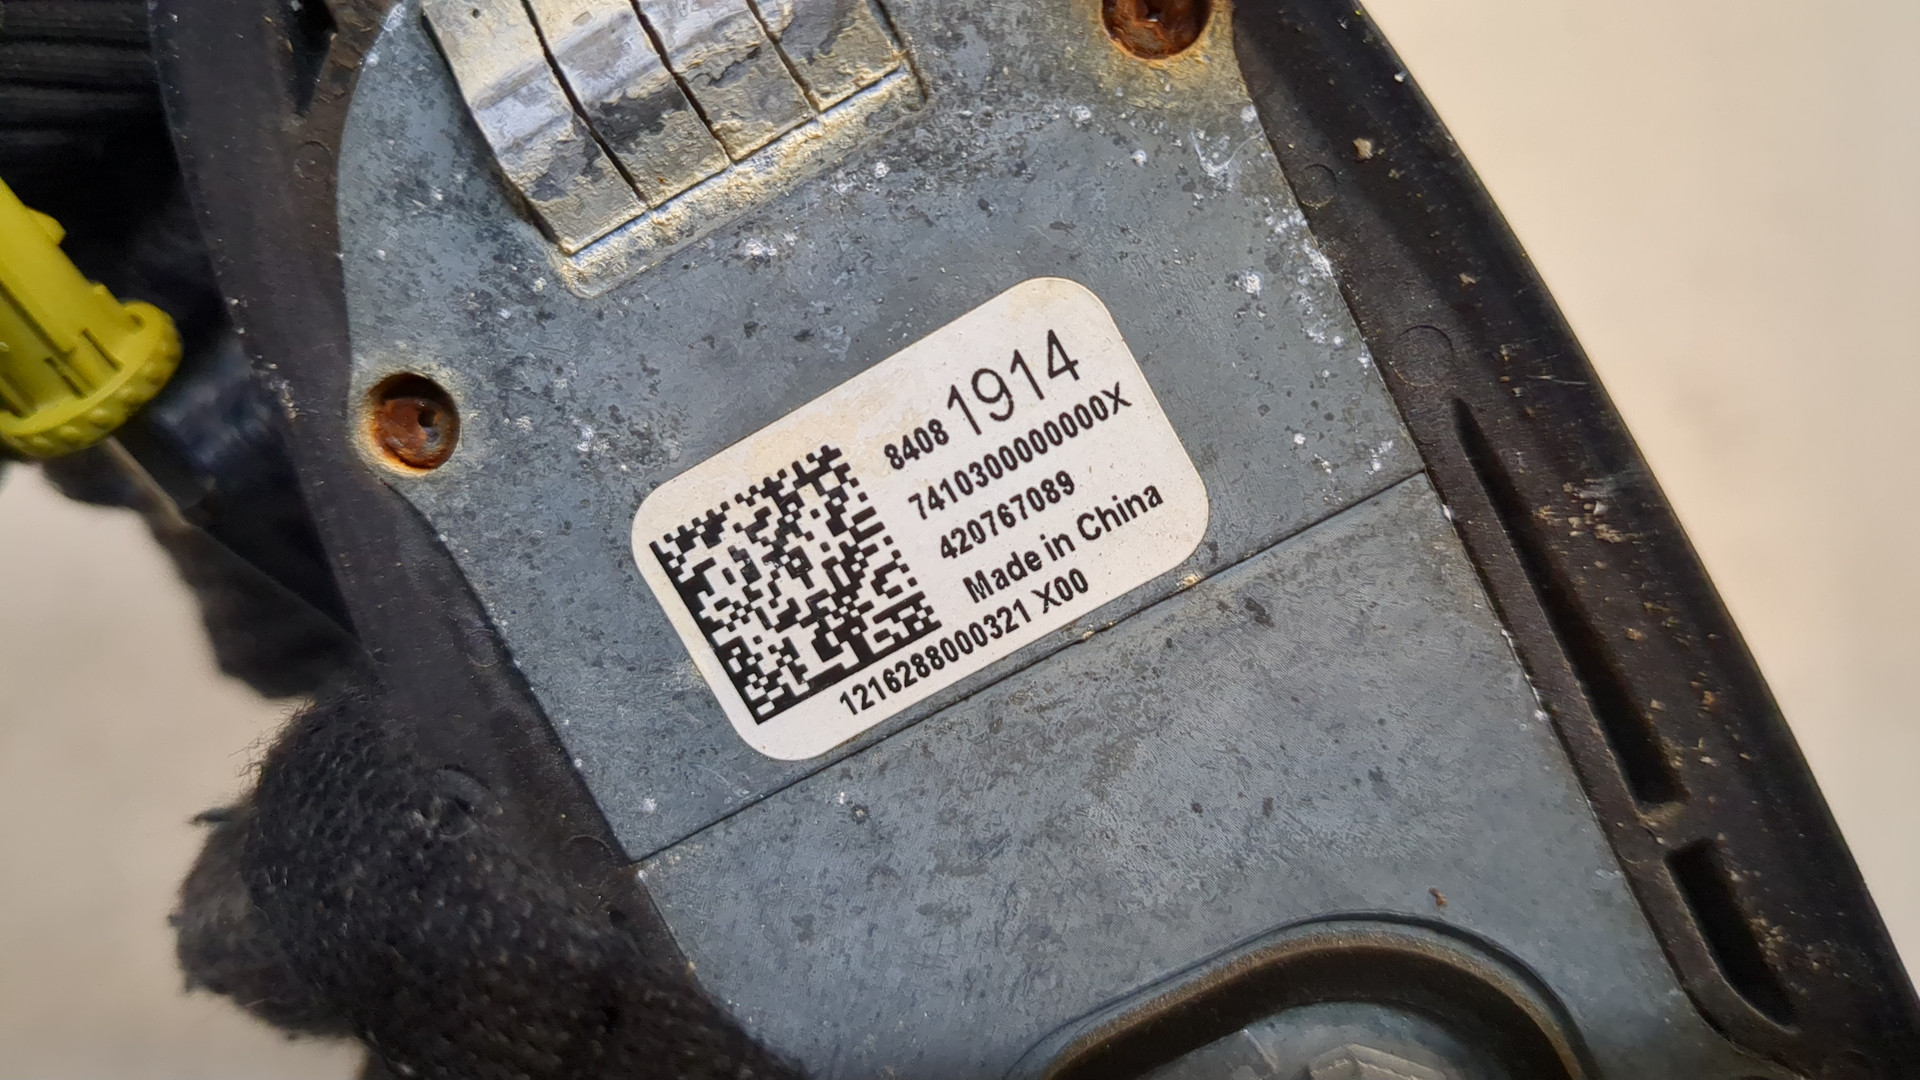 8408 1914
7410300000000X
420767089
Made in China
1216288000321 X00